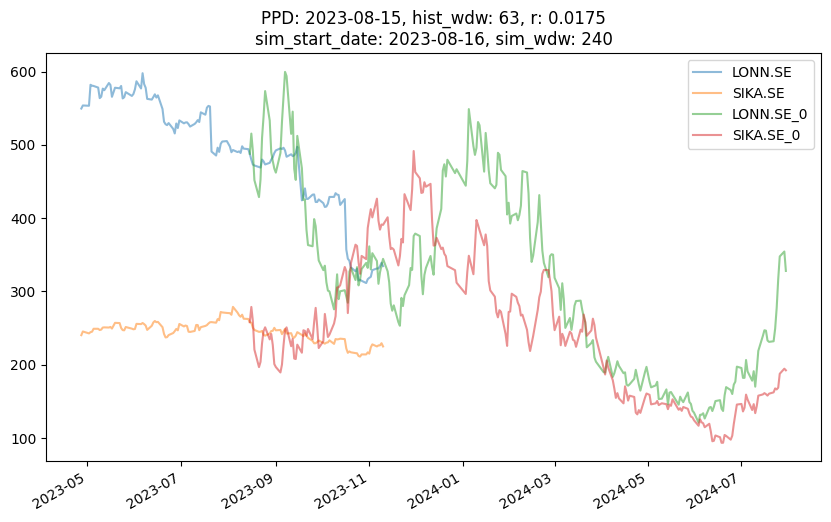 PPD: 2023-08-15, hist_wdw: 63, r: 0.0175
sim_start_date: 2023-08-16, sim_wdw: 240
LONN.SE
SIKA.SE
LONN.SE_0
SIKA.SE_0
600
500
400
300
200
100
2023-05
2023-07
2023-09
2023-11
2024-01
2024-03
2024-05
2024-07